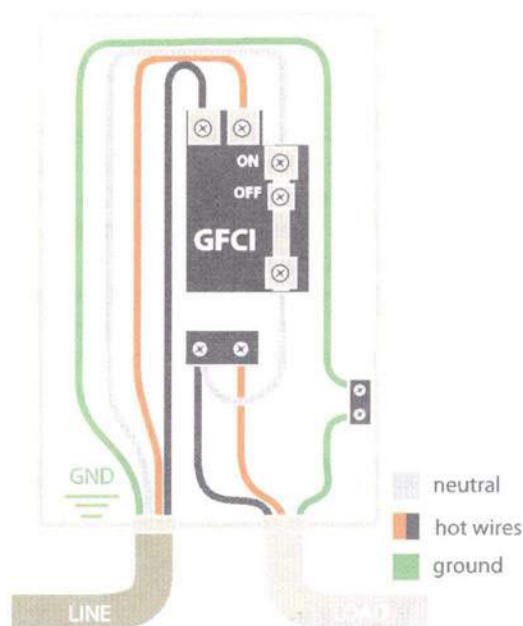 ON
OFF
GFCI
GND
neutral
hot wires
ground
LINE
LOAD